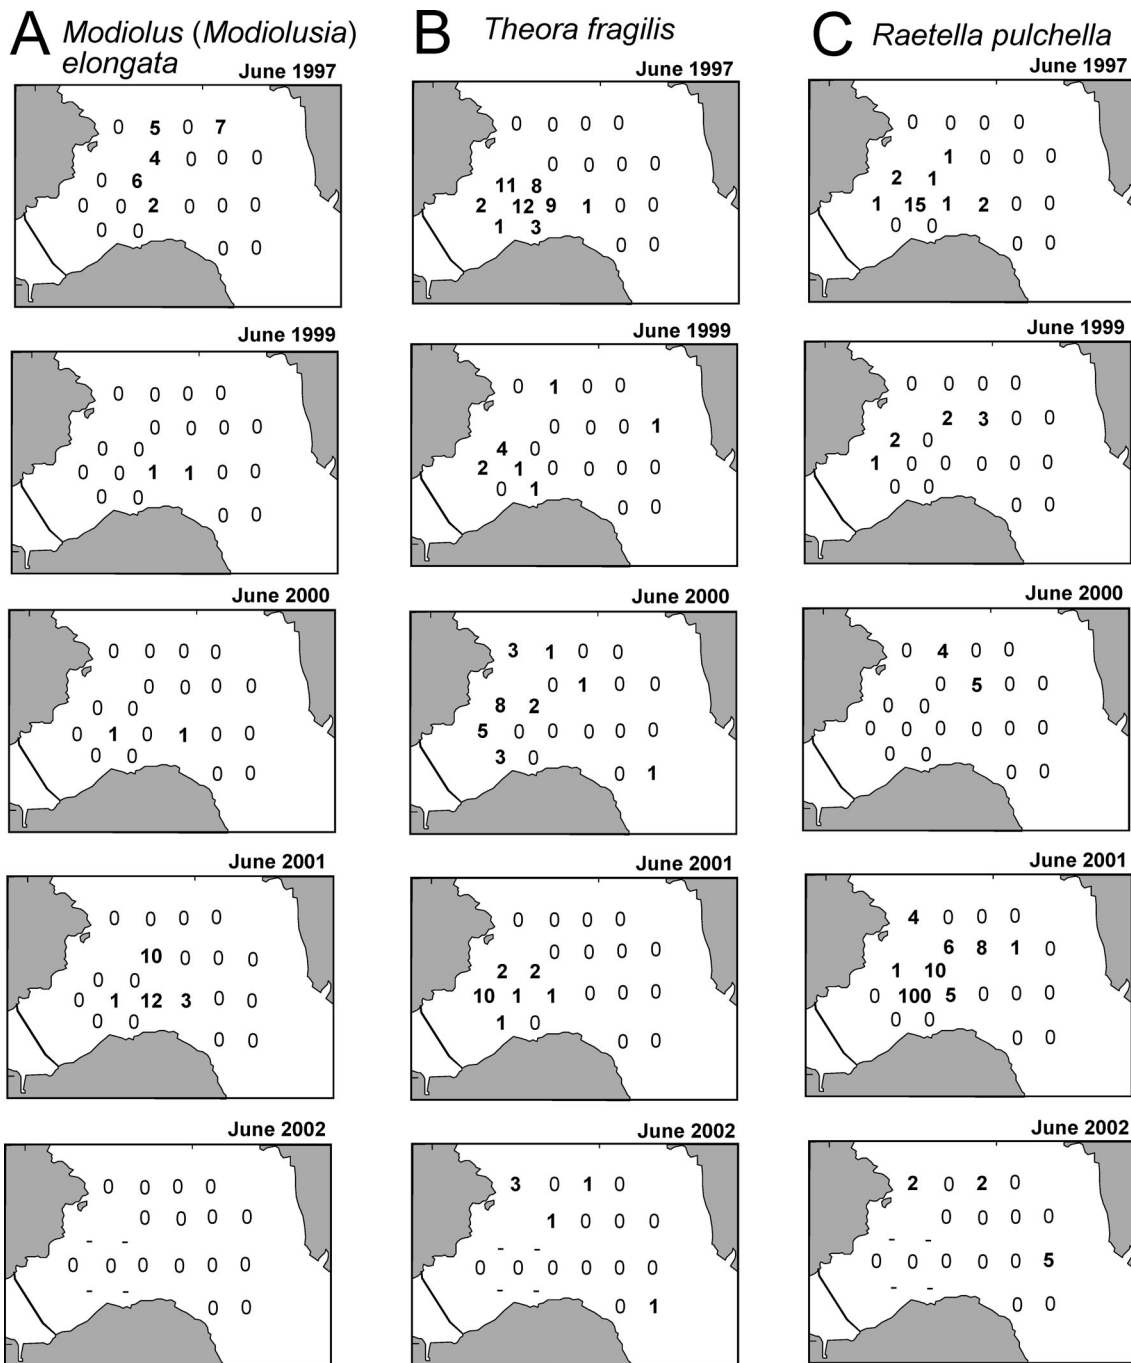 A Modiolus (Modiolusia) elongata
June 1997
0 5 0 7
4 0 0 0
0 6
0 0 2 0 0 0
0 0
0 0
June 1999
0 0 0 0
0 0 0 0
0 0
0 0 1 1 0 0
0 0
0 0
June 2000
0 0 0 0
0 0 0 0
0 0
0 1 0 1 0 0
0 0
0 0
June 2001
0 0 0 0
10 0 0 0
0 0
0 1 12 3 0 0
0 0
0 0
June 2002
0 0 0 0
0 0 0 0
- -
0 0 0 0 0 0
- -
0 0
B Theora fragilis
June 1997
0 0 0 0
0 0 0 0
11 8
2 12 9 1 0 0
1 3
0 0
June 1999
0 1 0 0
0 0 0 1
4 0
2 1 0 0 0 0
0 1
0 0
June 2000
3 1 0 0
0 1 0 0
8 2
5 0 0 0 0 0
3 0
0 1
June 2001
0 0 0 0
0 0 0 0
2 2
10 1 1 0 0 0
1 0
0 0
June 2002
3 0 1 0
1 0 0 0
- -
0 0 0 0 0 0
- -
0 1
C Raetella pulchella
June 1997
0 0 0 0
1 0 0 0
2 1
1 15 1 2 0 0
0 0
0 0
June 1999
0 0 0 0
2 3 0 0
2 0
1 0 0 0 0 0
0 0
0 0
June 2000
0 4 0 0
0 5 0 0
0 0
0 0 0 0 0 0
0 0
0 0
June 2001
4 0 0 0
6 8 1 0
1 10
0 100 5 0 0 0
0 0
0 0
June 2002
2 0 2 0
0 0 0 0
- -
0 0 0 0 0 5
- -
0 0